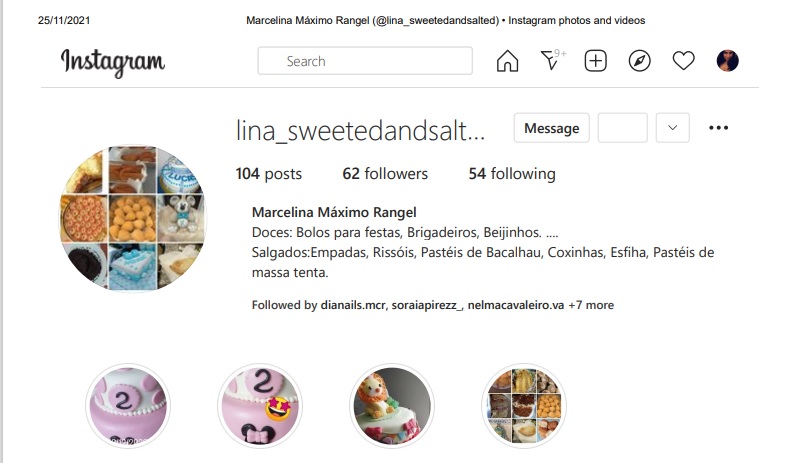 25/11/2021 Marcelina Máximo Rangel (@lina_sweetedandsalted) • Instagram photos and videos
Instagram
Search
9+
lina_sweetedandsalt...
Message
104 posts 62 followers 54 following
Marcelina Máximo Rangel
Doces: Bolos para festas, Brigadeiros, Beijinhos. ....
Salgados:Empadas, Rissóis, Pastéis de Bacalhau, Coxinhas, Esfiha, Pastéis de
massa tenta.
Followed by dianails.mcr, soraiapirezz_, nelmacavaleiro.va +7 more
2
2